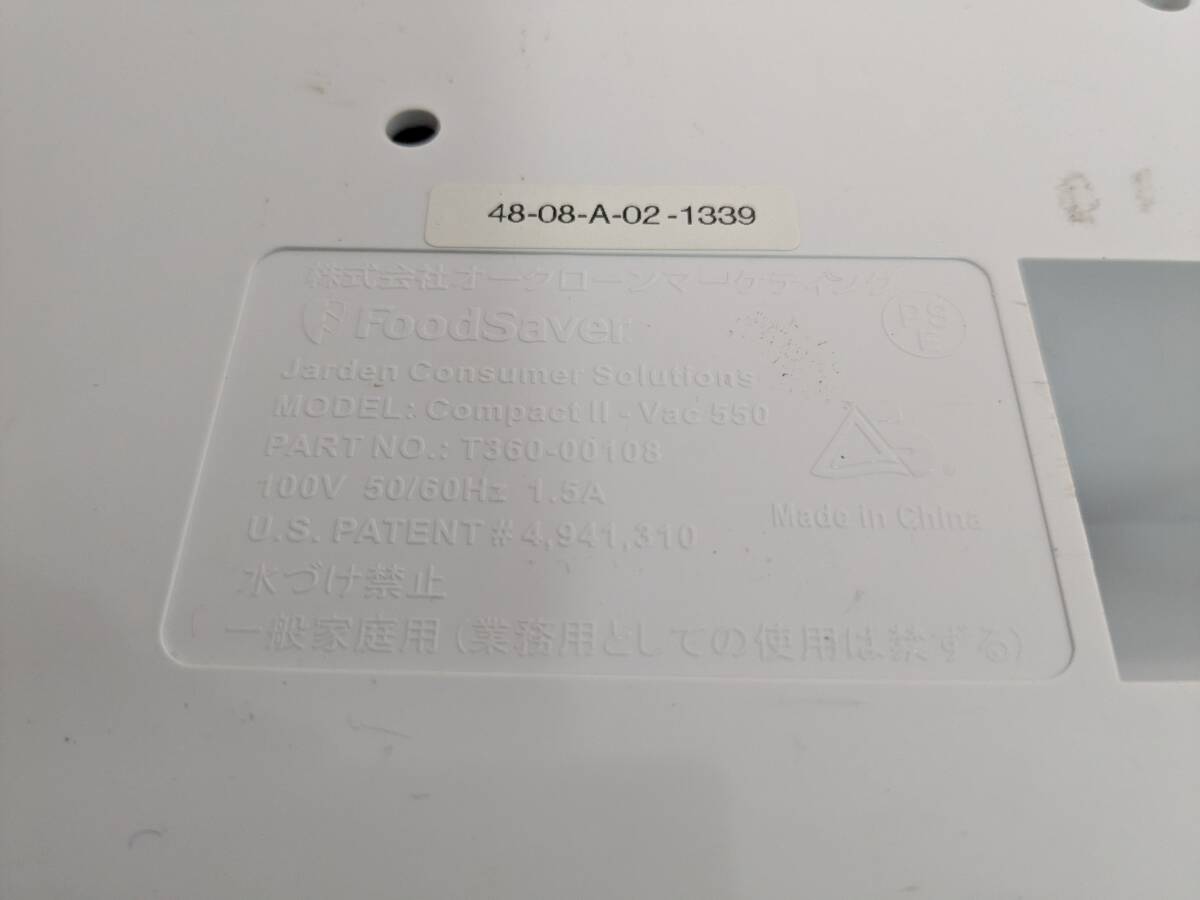 48-08-A-02-1339
株式会社オークローンマーケティング
FoodSaver
PS
E
Jarden Consumer Solutions
MODEL: Compact II - Vac 550
PART NO.: T360-00108
100V 50/60Hz 1.5A
U.S. PATENT # 4,941,310
Made in China
水づけ禁止
一般家庭用(業務用としての使用は禁ずる)